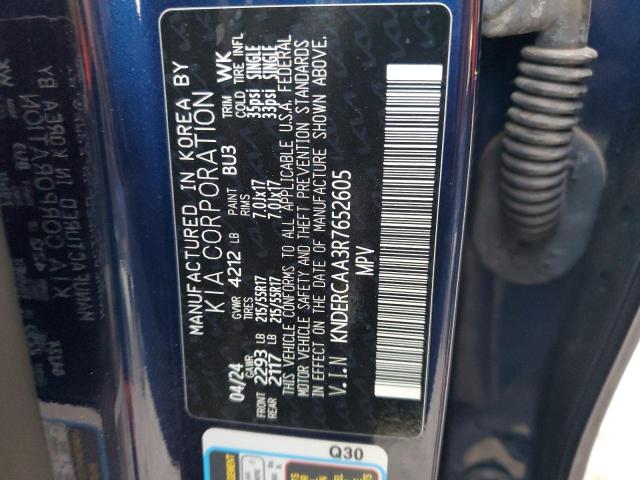 MANUFACTURED IN KOREA BY
KIA CORPORATION
04/24 GVWR 4212 LB PAINT BU3 TRIM WK
GAWR TIRES RIMS COLD TIRE INFL
FRONT 2293 LB 215/55R17 7.0Jx17 35psi SINGLE
REAR 2117 LB 215/55R17 7.0Jx17 33psi SINGLE
THIS VEHICLE CONFORMS TO ALL APPLICABLE U.S.A. FEDERAL
MOTOR VEHICLE SAFETY AND THEFT PREVENTION STANDARDS
IN EFFECT ON THE DATE OF MANUFACTURE SHOWN ABOVE.
V.I.N KNDERCAA3R7652605
MPV
Q30